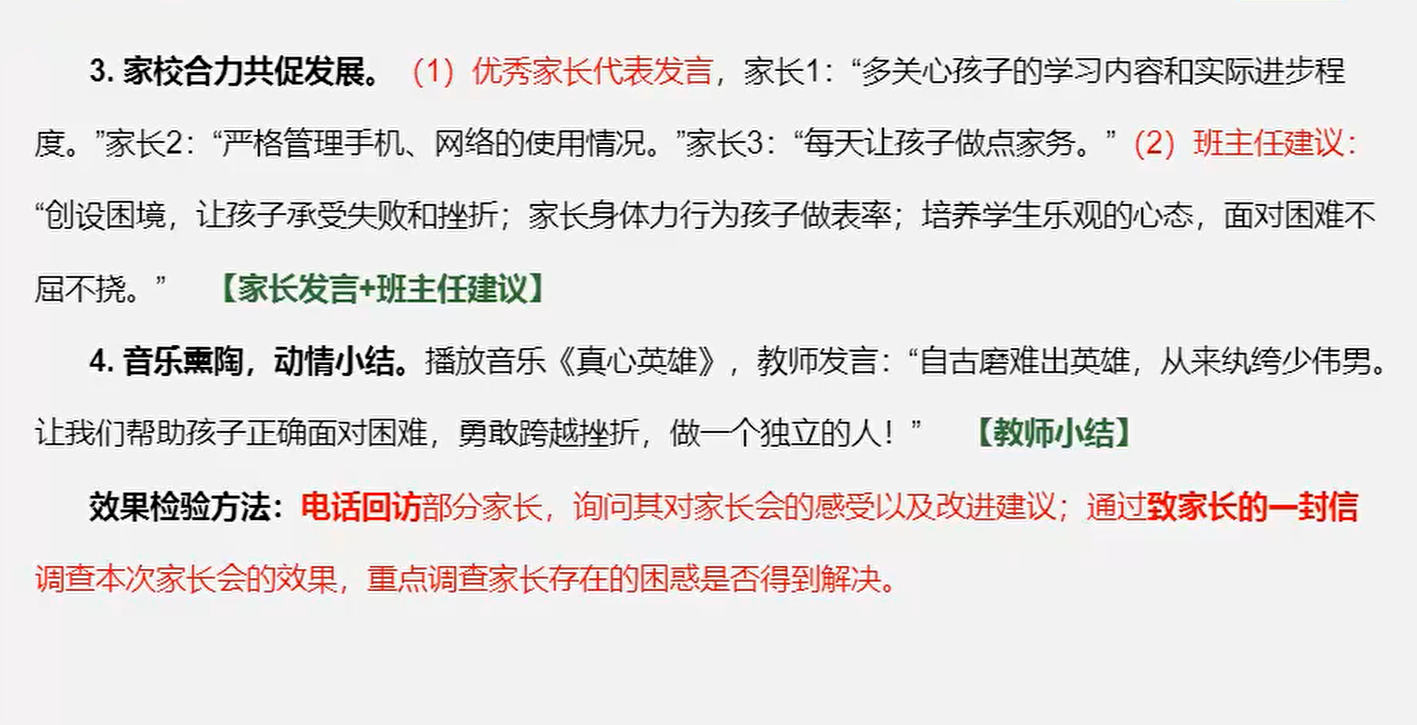 3. 家校合力共促发展。（1）优秀家长代表发言，家长1：“多关心孩子的学习内容和实际进步程
度。”家长2：“严格管理手机、网络的使用情况。”家长3：“每天让孩子做点家务。”（2）班主任建议：
“创设困境，让孩子承受失败和挫折；家长身体力行为孩子做表率；培养学生乐观的心态，面对困难不
屈不挠。” 【家长发言+班主任建议】
4. 音乐熏陶，动情小结。播放音乐《真心英雄》，教师发言：“自古磨难出英雄，从来纨绔少伟男。
让我们帮助孩子正确面对困难，勇敢跨越挫折，做一个独立的人！” 【教师小结】
效果检验方法：电话回访部分家长，询问其对家长会的感受以及改进建议；通过致家长的一封信
调查本次家长会的效果，重点调查家长存在的困惑是否得到解决。